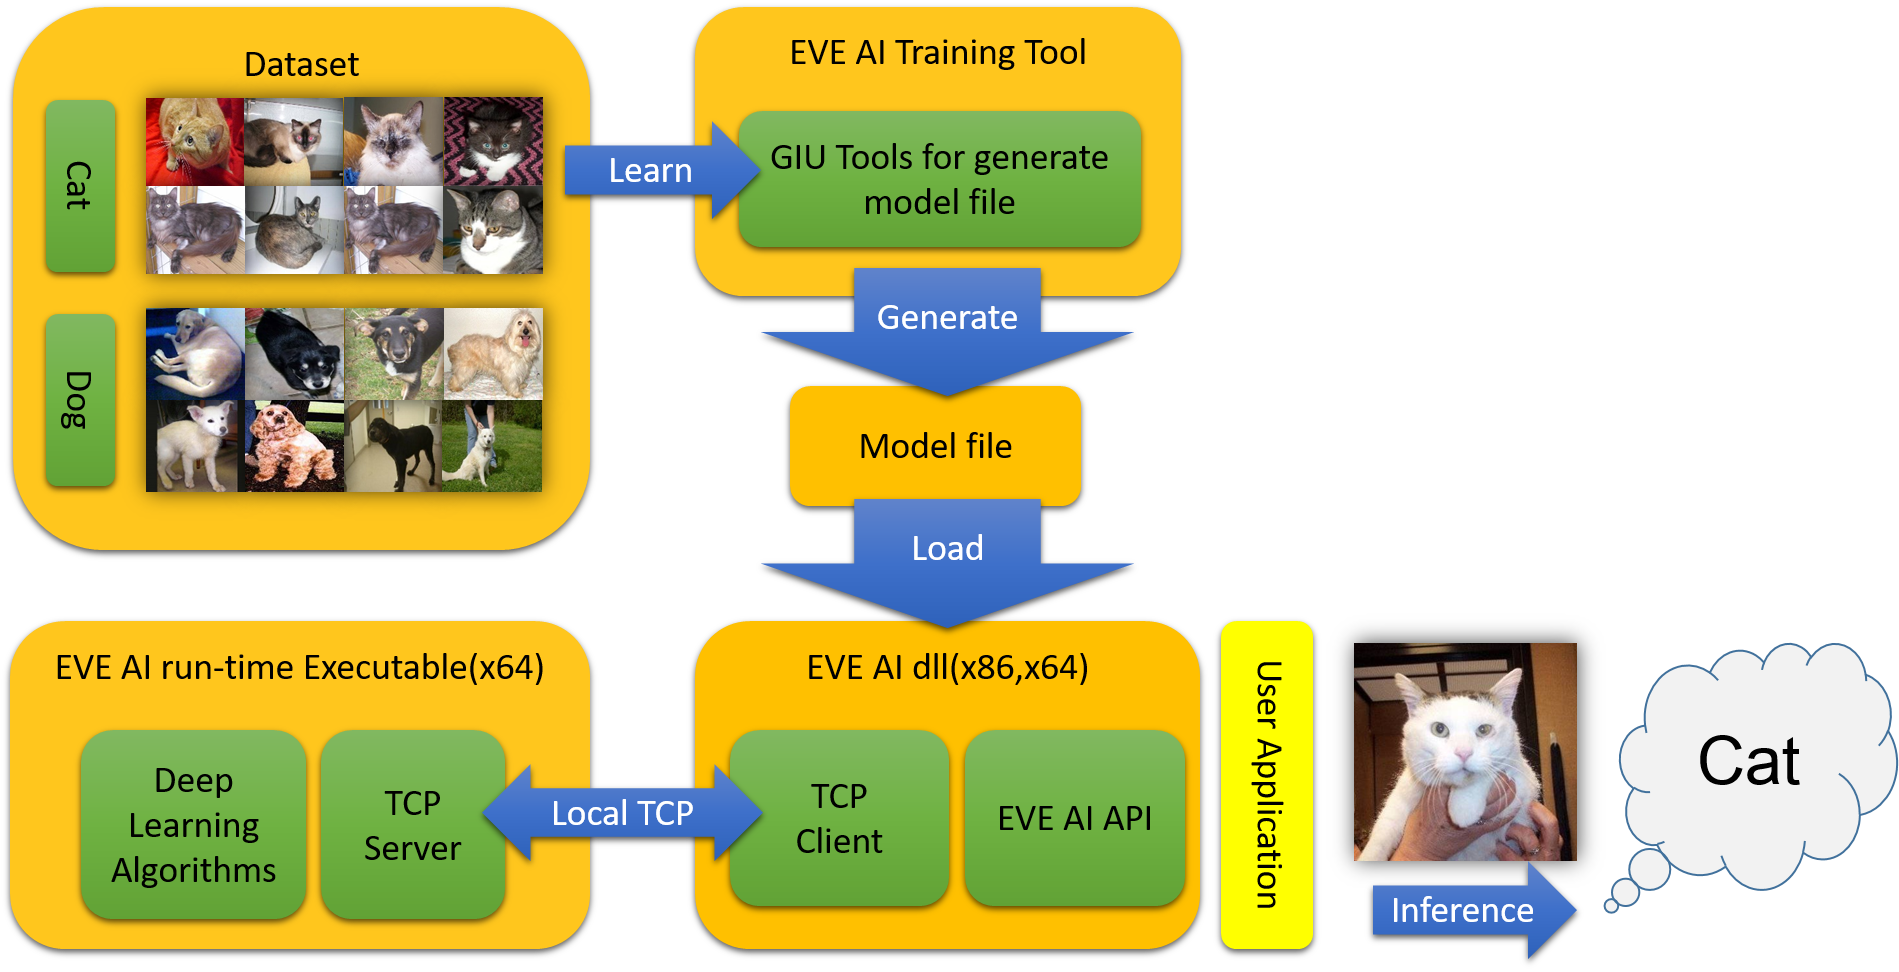 Dataset
Cat
Dog
Learn
EVE AI Training Tool
GIU Tools for generate
model file
Generate
Model file
Load
EVE AI run-time Executable(x64)
Deep
Learning
Algorithms
TCP
Server
Local TCP
EVE AI dll(x86,x64)
TCP
Client
EVE AI API
User Application
Inference
Cat